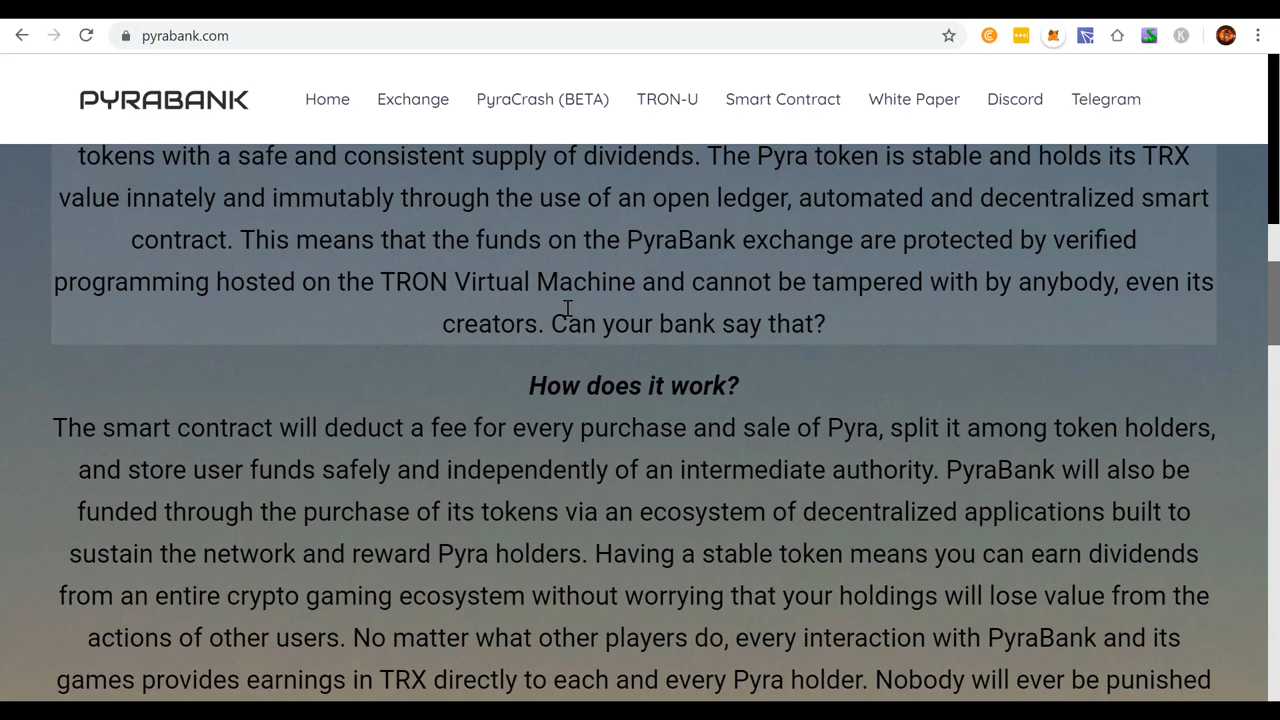 pyrabank.com
PYRABANK Home Exchange PyraCrash (BETA) TRON-U Smart Contract White Paper Discord Telegram
tokens with a safe and consistent supply of dividends. The Pyra token is stable and holds its TRX
value innately and immutably through the use of an open ledger, automated and decentralized smart
contract. This means that the funds on the PyraBank exchange are protected by verified
programming hosted on the TRON Virtual Machine and cannot be tampered with by anybody, even its
creators. Can your bank say that?
How does it work?
The smart contract will deduct a fee for every purchase and sale of Pyra, split it among token holders,
and store user funds safely and independently of an intermediate authority. PyraBank will also be
funded through the purchase of its tokens via an ecosystem of decentralized applications built to
sustain the network and reward Pyra holders. Having a stable token means you can earn dividends
from an entire crypto gaming ecosystem without worrying that your holdings will lose value from the
actions of other users. No matter what other players do, every interaction with PyraBank and its
games provides earnings in TRX directly to each and every Pyra holder. Nobody will ever be punished